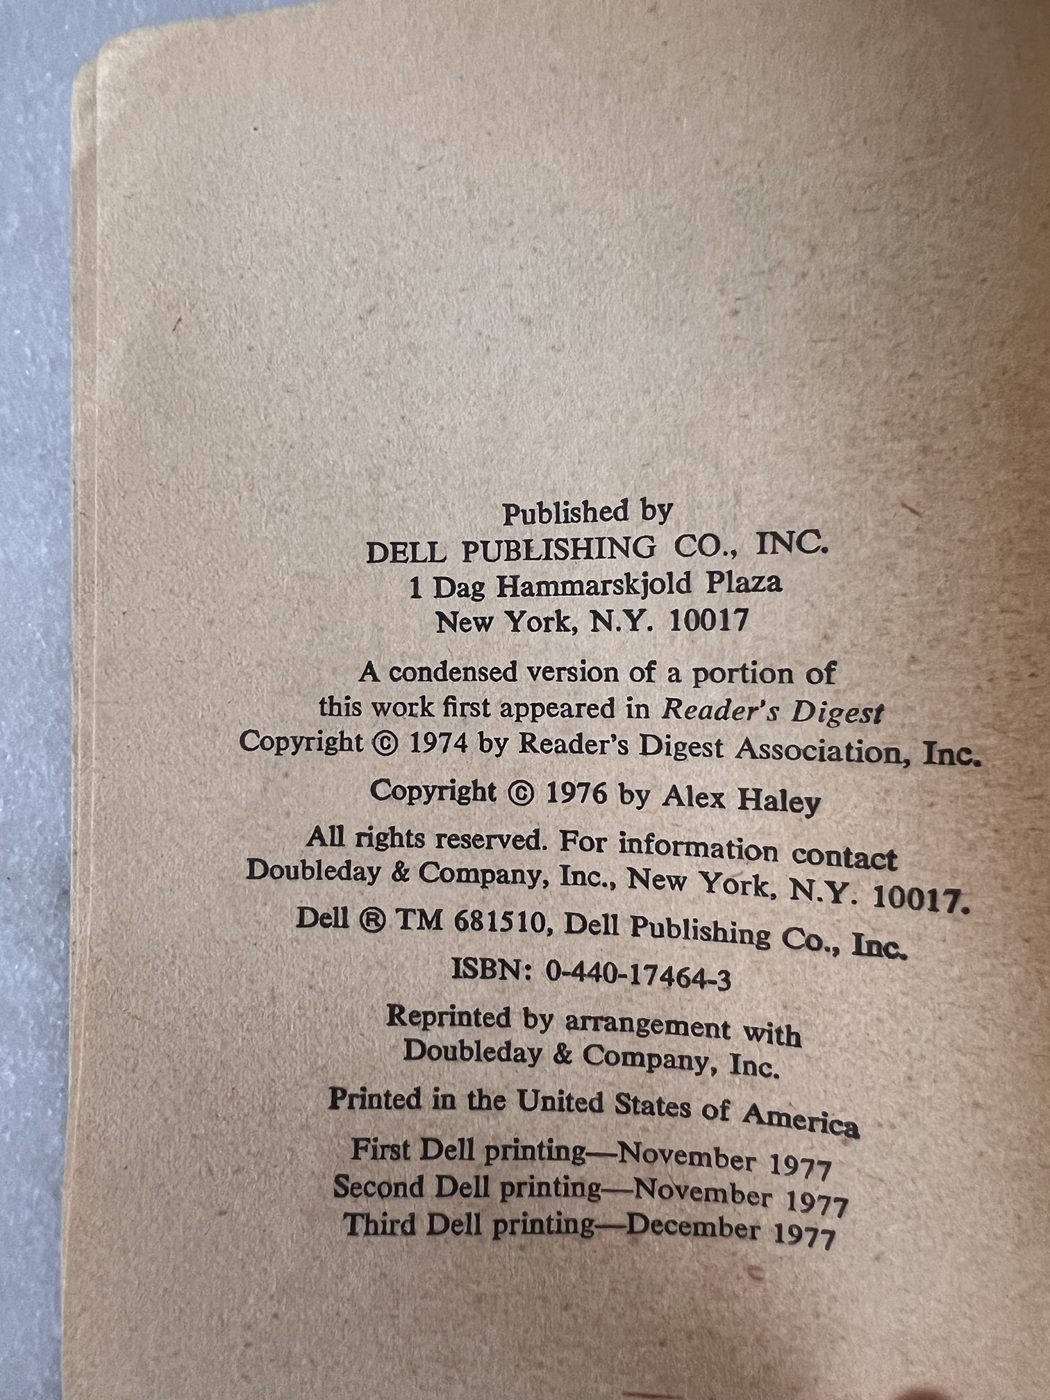 Published by
DELL PUBLISHING CO., INC.
1 Dag Hammarskjold Plaza
New York, N.Y. 10017
A condensed version of a portion of
this work first appeared in Reader's Digest
Copyright © 1974 by Reader's Digest Association, Inc.
Copyright © 1976 by Alex Haley
All rights reserved. For information contact
Doubleday & Company, Inc., New York, N.Y. 10017.
Dell ® TM 681510, Dell Publishing Co., Inc.
ISBN: 0-440-17464-3
Reprinted by arrangement with
Doubleday & Company, Inc.
Printed in the United States of America
First Dell printing—November 1977
Second Dell printing—November 1977
Third Dell printing—December 1977